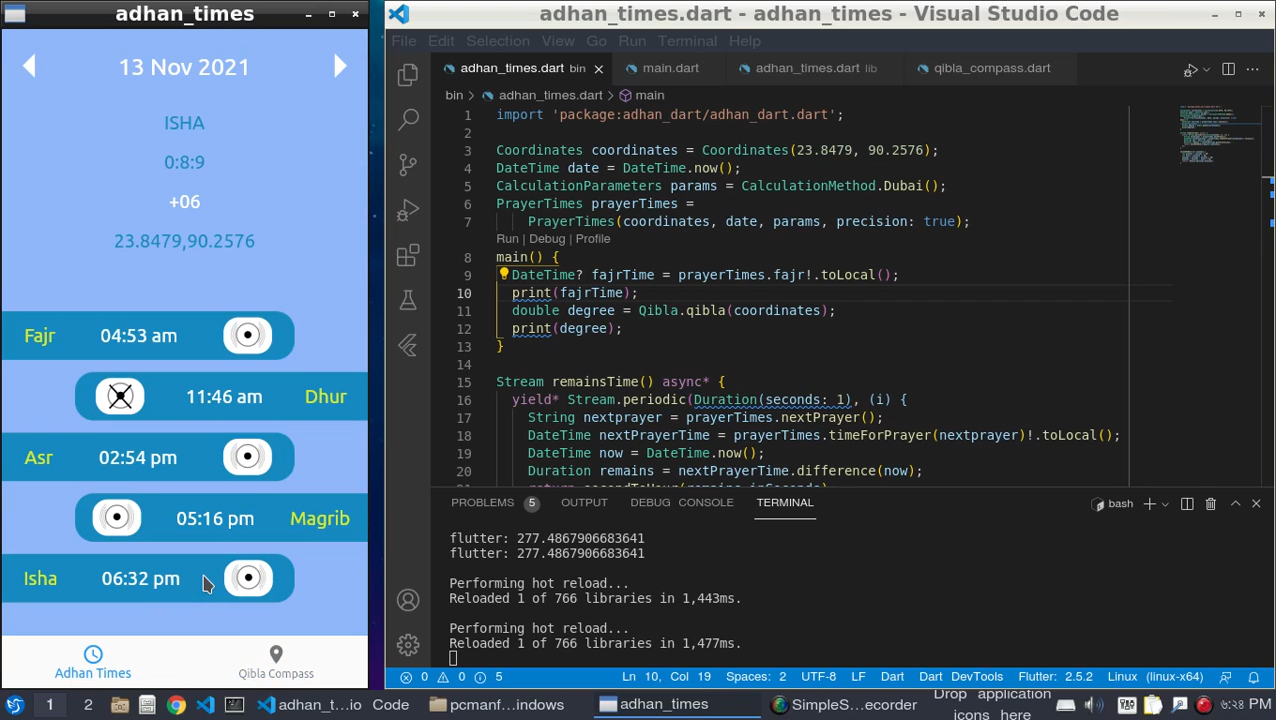 adhan_times
13 Nov 2021
ISHA
0:8:9
+06
23.8479,90.2576
Fajr 04:53 am
11:46 am Dhur
Asr 02:54 pm
05:16 pm Magrib
Isha 06:32 pm
Adhan Times
Qibla Compass
adhan_times.dart - adhan_times - Visual Studio Code
File Edit Selection View Go Run Terminal Help
adhan_times.dart bin main.dart adhan_times.dart lib qibla_compass.dart
bin > adhan_times.dart > main
1 import 'package:adhan_dart/adhan_dart.dart';
2
3 Coordinates coordinates = Coordinates(23.8479, 90.2576);
4 DateTime date = DateTime.now();
5 CalculationParameters params = CalculationMethod.Dubai();
6 PrayerTimes prayerTimes =
7 PrayerTimes(coordinates, date, params, precision: true);
Run | Debug | Profile
8 main() {
9 DateTime? fajrTime = prayerTimes.fajr!.toLocal();
10 print(fajrTime);
11 double degree = Qibla.qibla(coordinates);
12 print(degree);
13 }
14
15 Stream remainsTime() async* {
16 yield* Stream.periodic(Duration(seconds: 1), (i) {
17 String nextprayer = prayerTimes.nextPrayer();
18 DateTime nextPrayerTime = prayerTimes.timeForPrayer(nextprayer)!.toLocal();
19 DateTime now = DateTime.now();
20 Duration remains = nextPrayerTime.difference(now);
PROBLEMS 5 OUTPUT DEBUG CONSOLE TERMINAL bash
flutter: 277.4867906683641
flutter: 277.4867906683641
Performing hot reload...
Reloaded 1 of 766 libraries in 1,443ms.
Performing hot reload...
Reloaded 1 of 766 libraries in 1,477ms.
0 0 5 Ln 10, Col 19 Spaces: 2 UTF-8 LF Dart Dart DevTools Flutter: 2.5.2 Linux (linux-x64)
1 2 adhan_t...io Code pcmanf...indows adhan_times SimpleS...ecorder Drop application icons here 6:28 PM